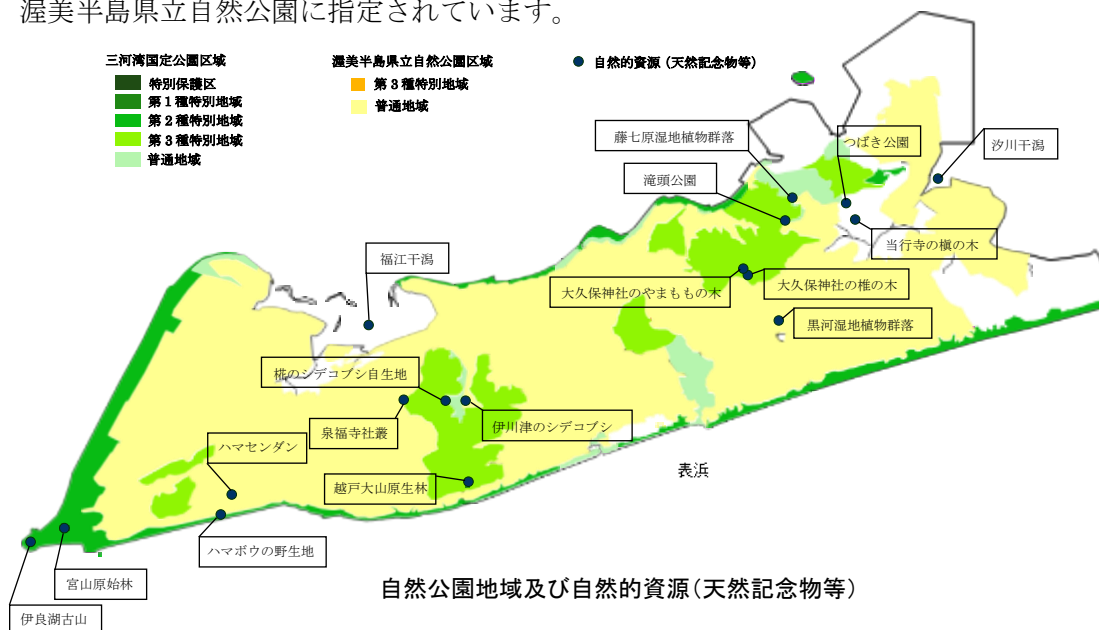 渥美半島県立自然公園に指定されています。
三河湾国定公園区域
特別保護区
第1種特別地域
第2種特別地域
第3種特別地域
普通地域
渥美半島県立自然公園区域
第3種特別地域
普通地域
自然的資源(天然記念物等)
藤七原湿地植物群落
つばき公園
汐川干潟
滝頭公園
当行寺の槇の木
福江干潟
大久保神社のやまももの木
大久保神社の椎の木
黒河湿地植物群落
椛のシデコブシ自生地
泉福寺社叢
伊川津のシデコブシ
ハマセンダン
表浜
越戸大山原生林
ハマボウの野生地
宮山原始林
自然公園地域及び自然的資源(天然記念物等)
伊良湖古山